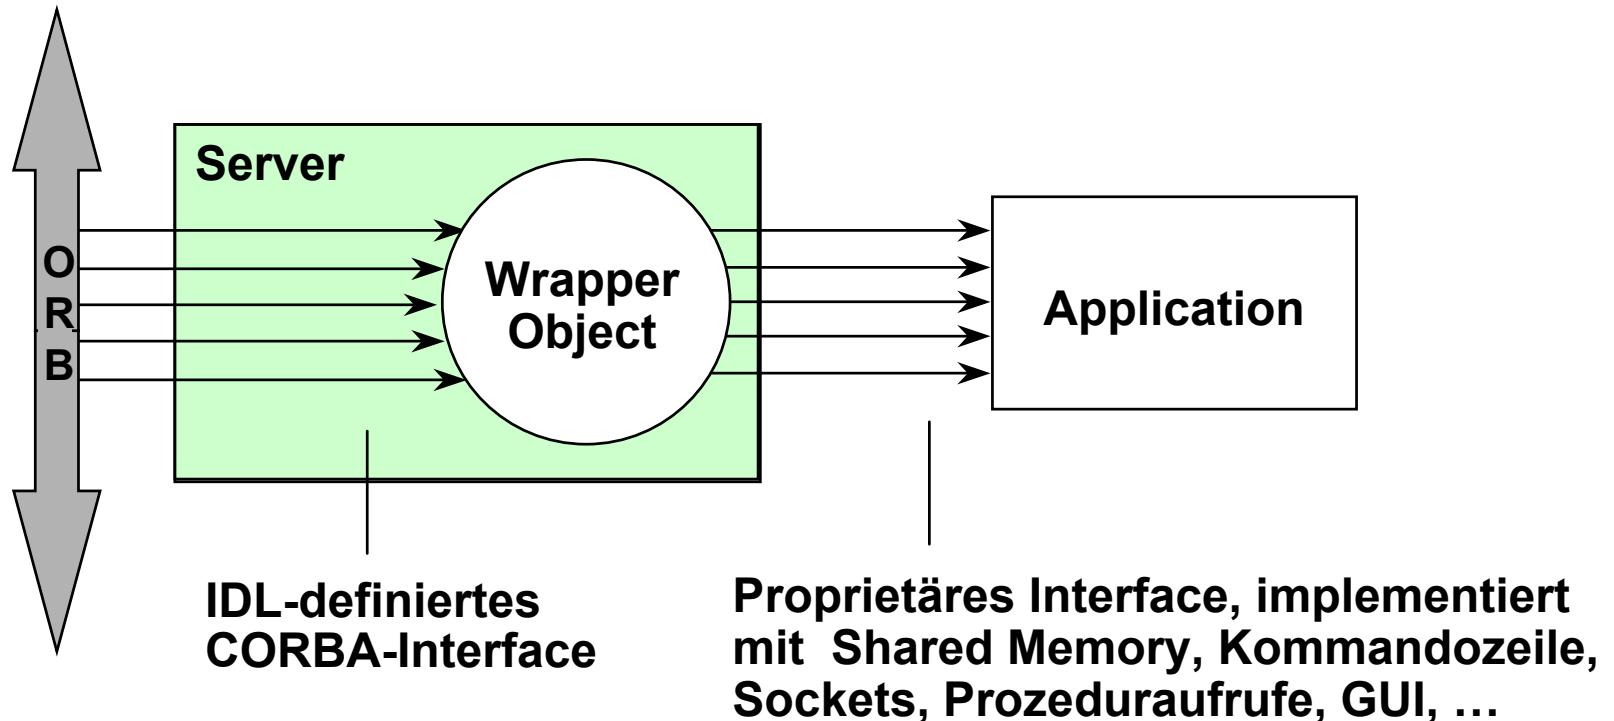 Server
O
R
B
Wrapper
Object
Application
IDL-definiertes
CORBA-Interface
Proprietäres Interface, implementiert
mit Shared Memory, Kommandozeile,
Sockets, Prozeduraufrufe, GUI, …